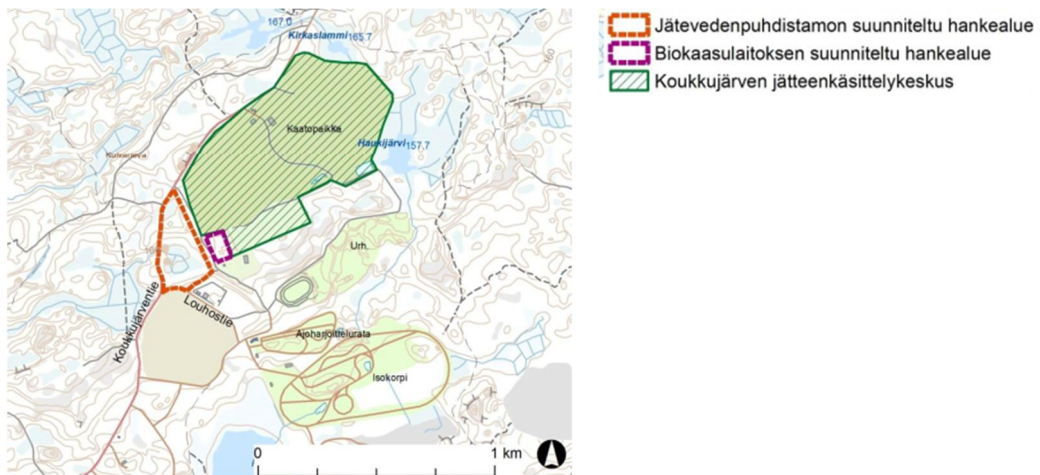 167.0
Kirkaslammi 165.7
Kaatopaikka
Haukijärvi 157.7
Urh.
Koukkujärventie
Louhostie
Ajoharjoittelurata
Isokorpi
0 1 km
Jätevedenpuhdistamon suunniteltu hankealue
Biokaasulaitoksen suunniteltu hankealue
Koukkujärven jätteenkäsittelykeskus